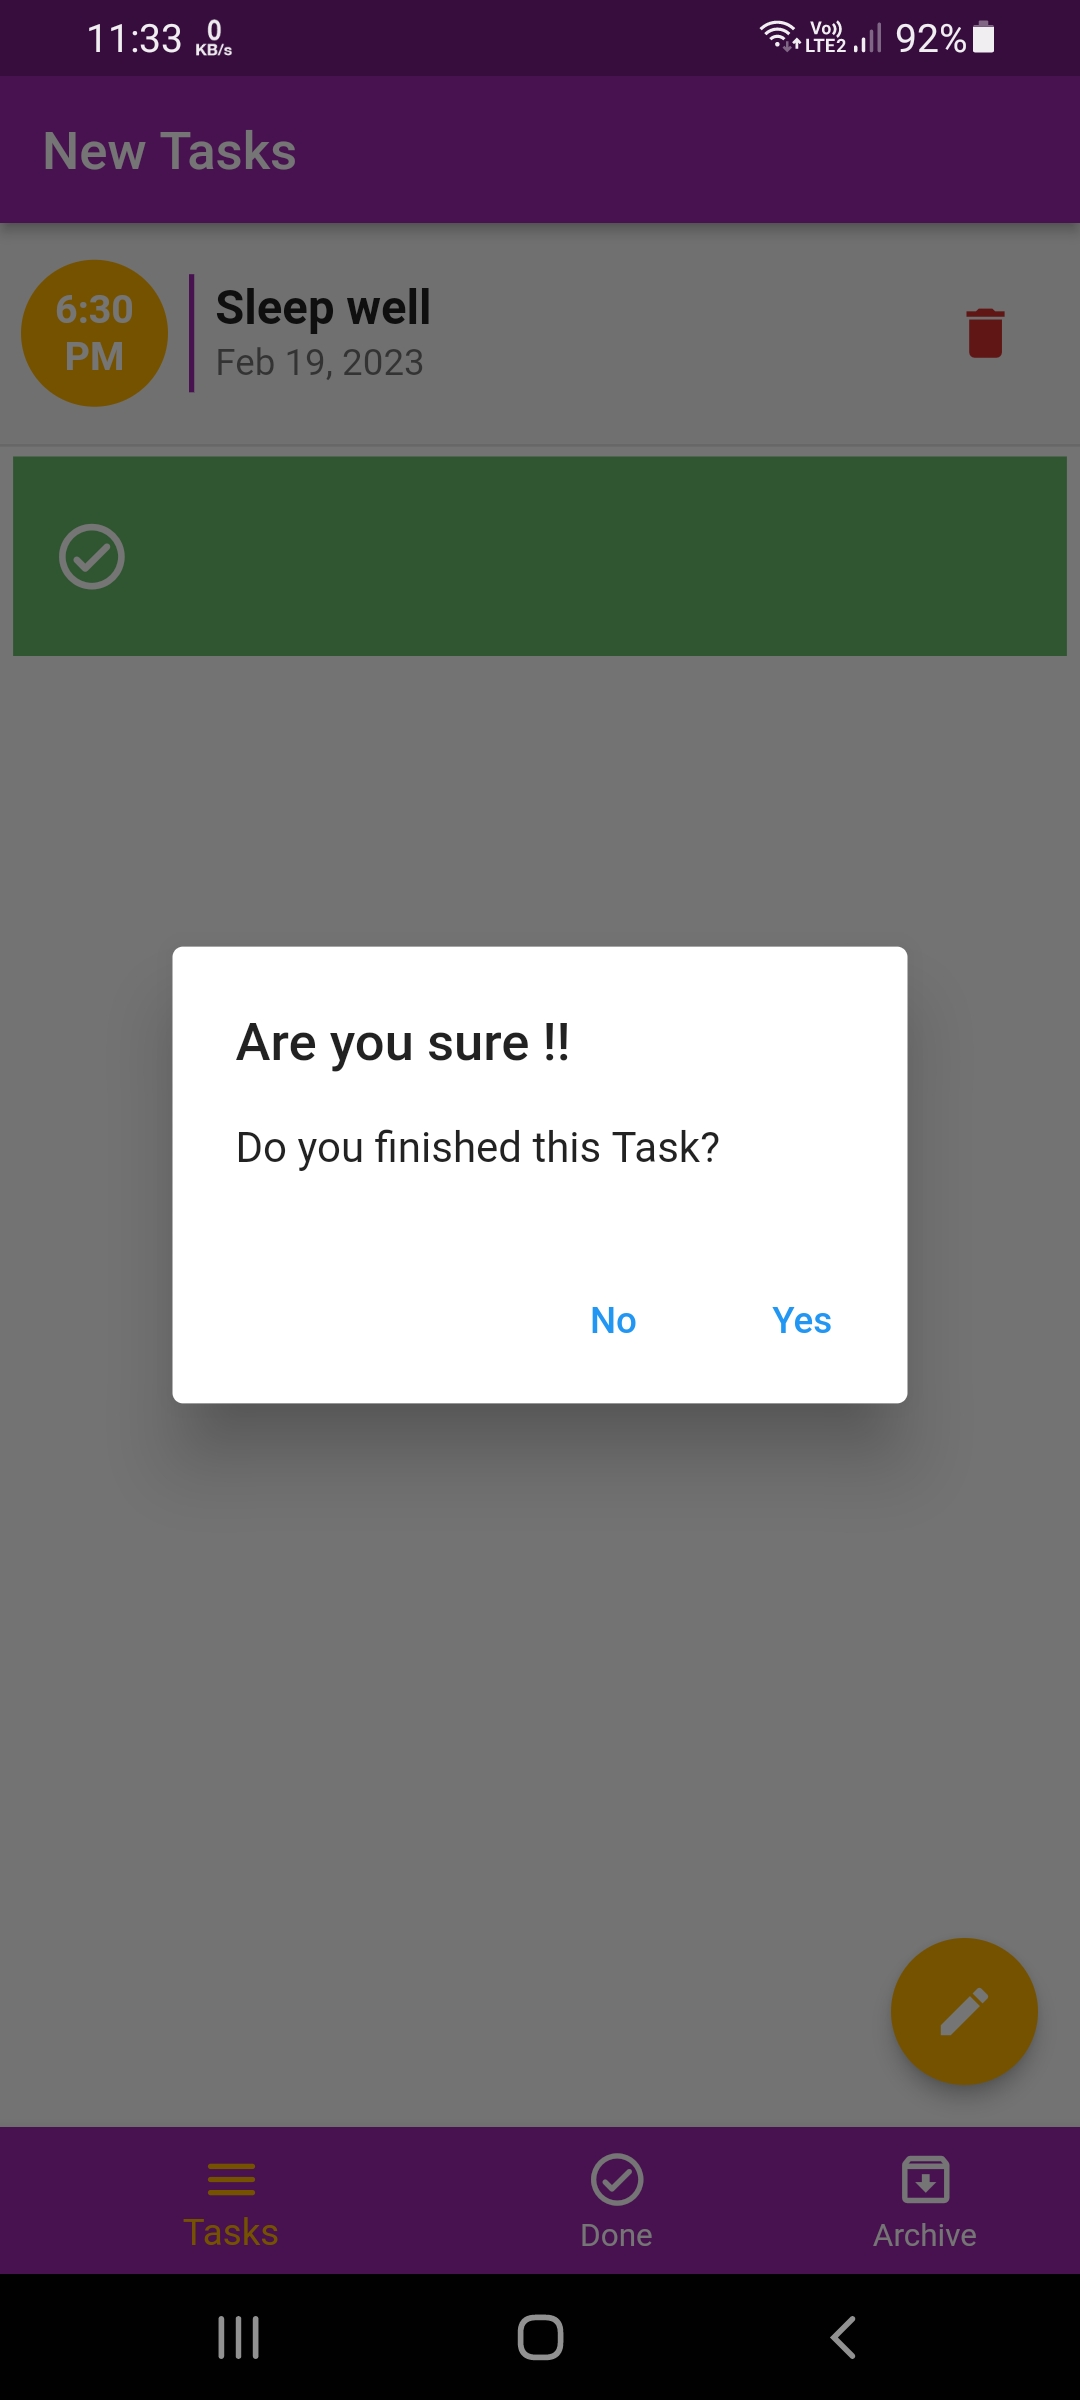 11:33 0 KB/s Vo)) LTE2 92%
New Tasks
6:30
PM
Sleep well
Feb 19, 2023
Are you sure !!
Do you finished this Task?
No Yes
Tasks Done Archive